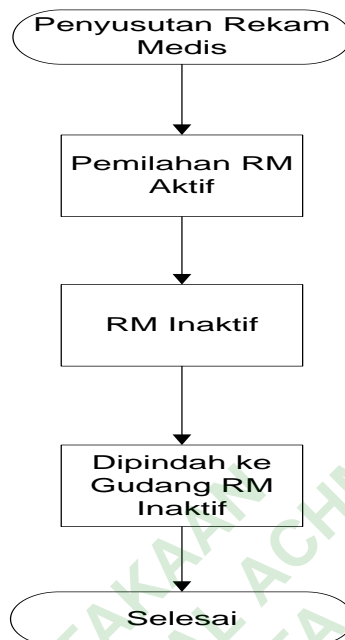 Penyusutan Rekam
Medis
Pemilahan RM
Aktif
RM Inaktif
Dipindah ke
Gudang RM
Inaktif
Selesai